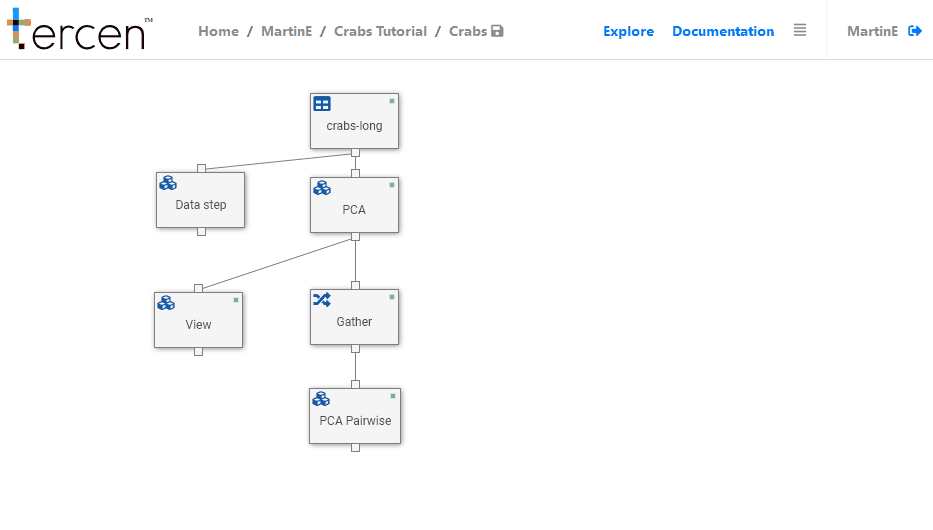 tercen™
Home / MartinE / Crabs Tutorial / Crabs
Explore Documentation MartinE
crabs-long
Data step
PCA
View
Gather
PCA Pairwise